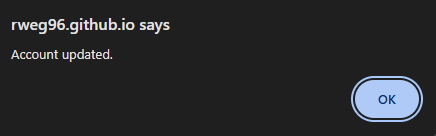 rweg96.github.io says
Account updated.
OK